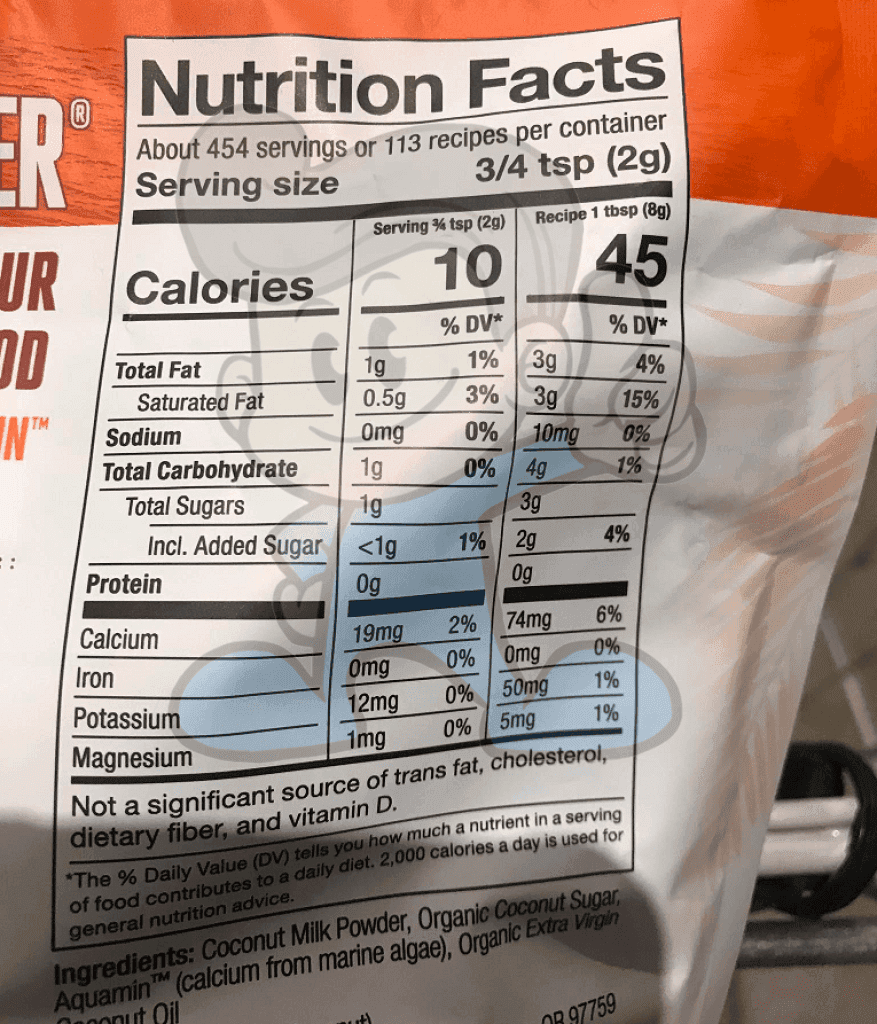 ER®
UR
OD
N™
Nutrition Facts
About 454 servings or 113 recipes per container
Serving size 3/4 tsp (2g)
Serving ¾ tsp (2g) Recipe 1 tbsp (8g)
Calories 10 45
% DV* % DV*
Total Fat 1g 1% 3g 4%
Saturated Fat 0.5g 3% 3g 15%
Sodium 0mg 0% 10mg 0%
Total Carbohydrate 1g 0% 4g 1%
Total Sugars 1g 3g
Incl. Added Sugar <1g 1% 2g 4%
Protein 0g 0g
Calcium 19mg 2% 74mg 6%
Iron 0mg 0% 0mg 0%
Potassium 12mg 0% 50mg 1%
Magnesium 1mg 0% 5mg 1%
Not a significant source of trans fat, cholesterol,
dietary fiber, and vitamin D.
*The % Daily Value (DV) tells you how much a nutrient in a serving
of food contributes to a daily diet. 2,000 calories a day is used for
general nutrition advice.
Ingredients: Coconut Milk Powder, Organic Coconut Sugar,
Aquamin™ (calcium from marine algae), Organic Extra Virgin
Coconut Oil
OR 97759